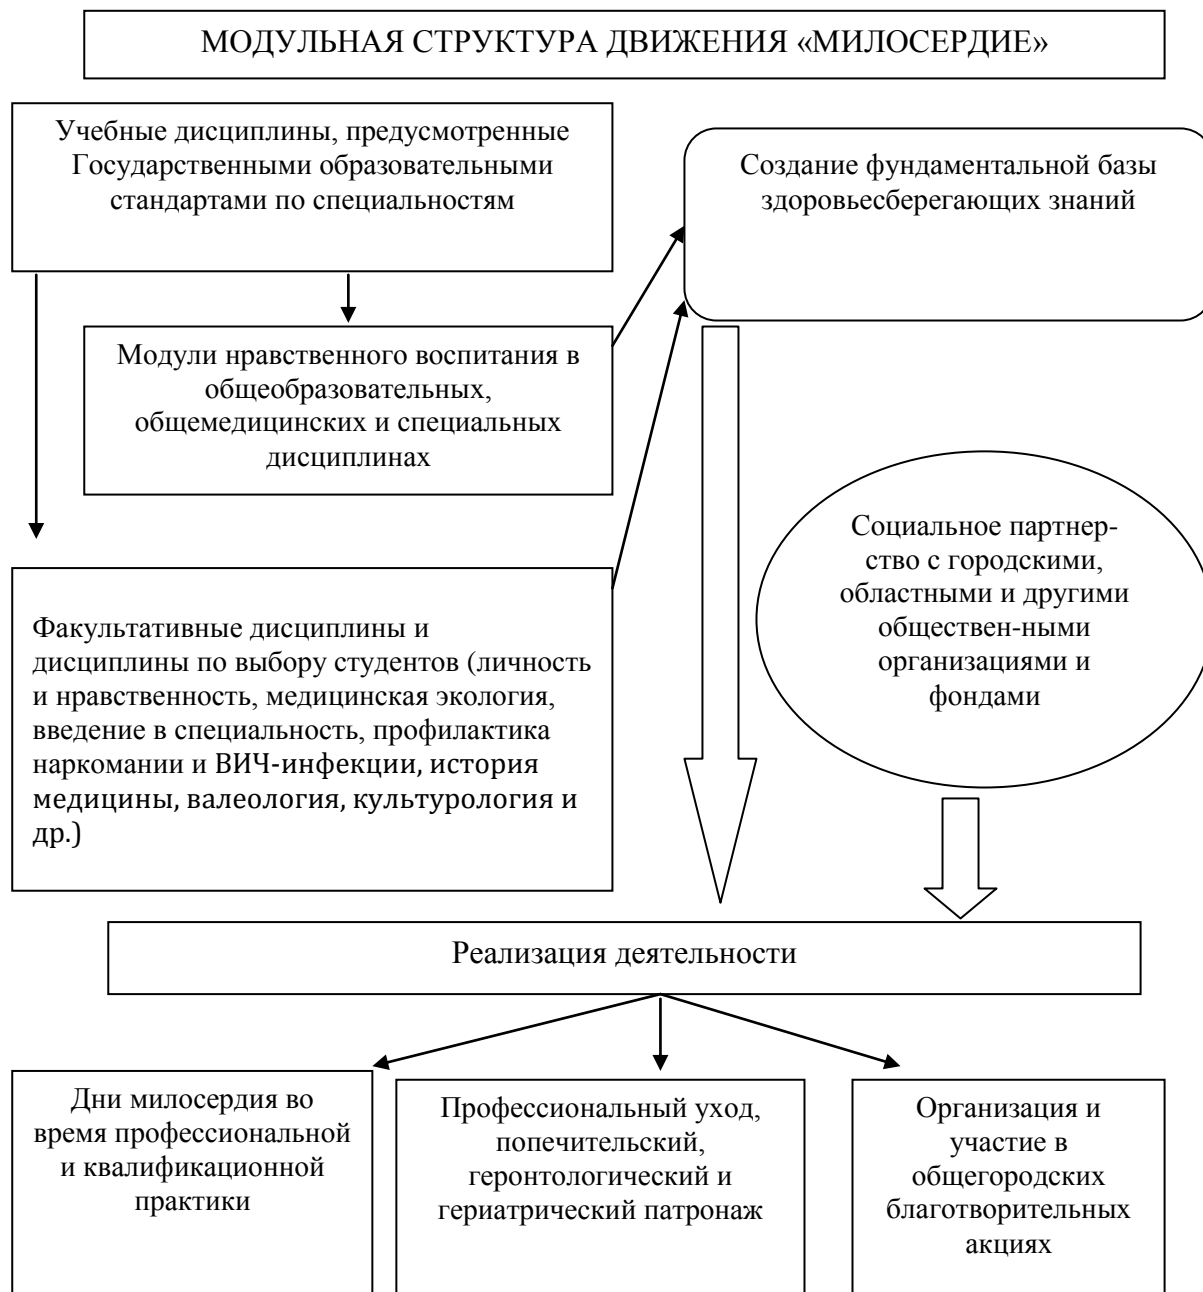 МОДУЛЬНАЯ СТРУКТУРА ДВИЖЕНИЯ «МИЛОСЕРДИЕ»
Учебные дисциплины, предусмотренные
Государственными образовательными
стандартами по специальностям
Создание фундаментальной базы
здоровьесберегающих знаний
Модули нравственного воспитания в
общеобразовательных,
общемедицинских и специальных
дисциплинах
Социальное партнер-
ство с городскими,
областными и другими
обществен-ными
организациями и
фондами
Факультативные дисциплины и
дисциплины по выбору студентов (личность
и нравственность, медицинская экология,
введение в специальность, профилактика
наркомании и ВИЧ-инфекции, история
медицины, валеология, культурология и
др.)
Реализация деятельности
Дни милосердия во
время профессиональной
и квалификационной
практики
Профессиональный уход,
попечительский,
геронтологический и
гериатрический патронаж
Организация и
участие в
общегородских
благотворительных
акциях